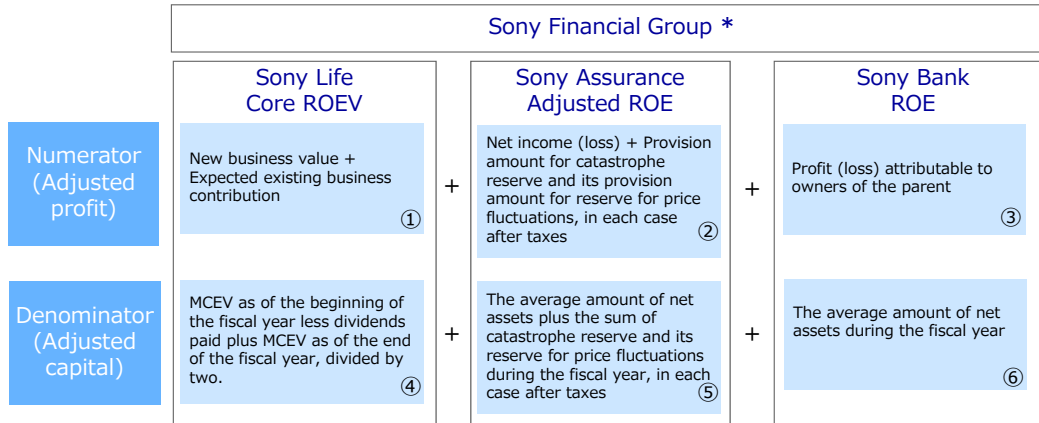 Sony Financial Group *
Sony Life
Core ROEV
Sony Assurance
Adjusted ROE
Sony Bank
ROE
Numerator
(Adjusted
profit)
New business value +
Expected existing business
contribution
①
+
Net income (loss) + Provision
amount for catastrophe
reserve and its provision
amount for reserve for price
fluctuations, in each case
after taxes
②
+
Profit (loss) attributable to
owners of the parent
③
Denominator
(Adjusted
capital)
MCEV as of the beginning of
the fiscal year less dividends
paid plus MCEV as of the end
of the fiscal year, divided by
two.
④
+
The average amount of net
assets plus the sum of
catastrophe reserve and its
reserve for price fluctuations
during the fiscal year, in each
case after taxes
⑤
+
The average amount of net
assets during the fiscal year
⑥